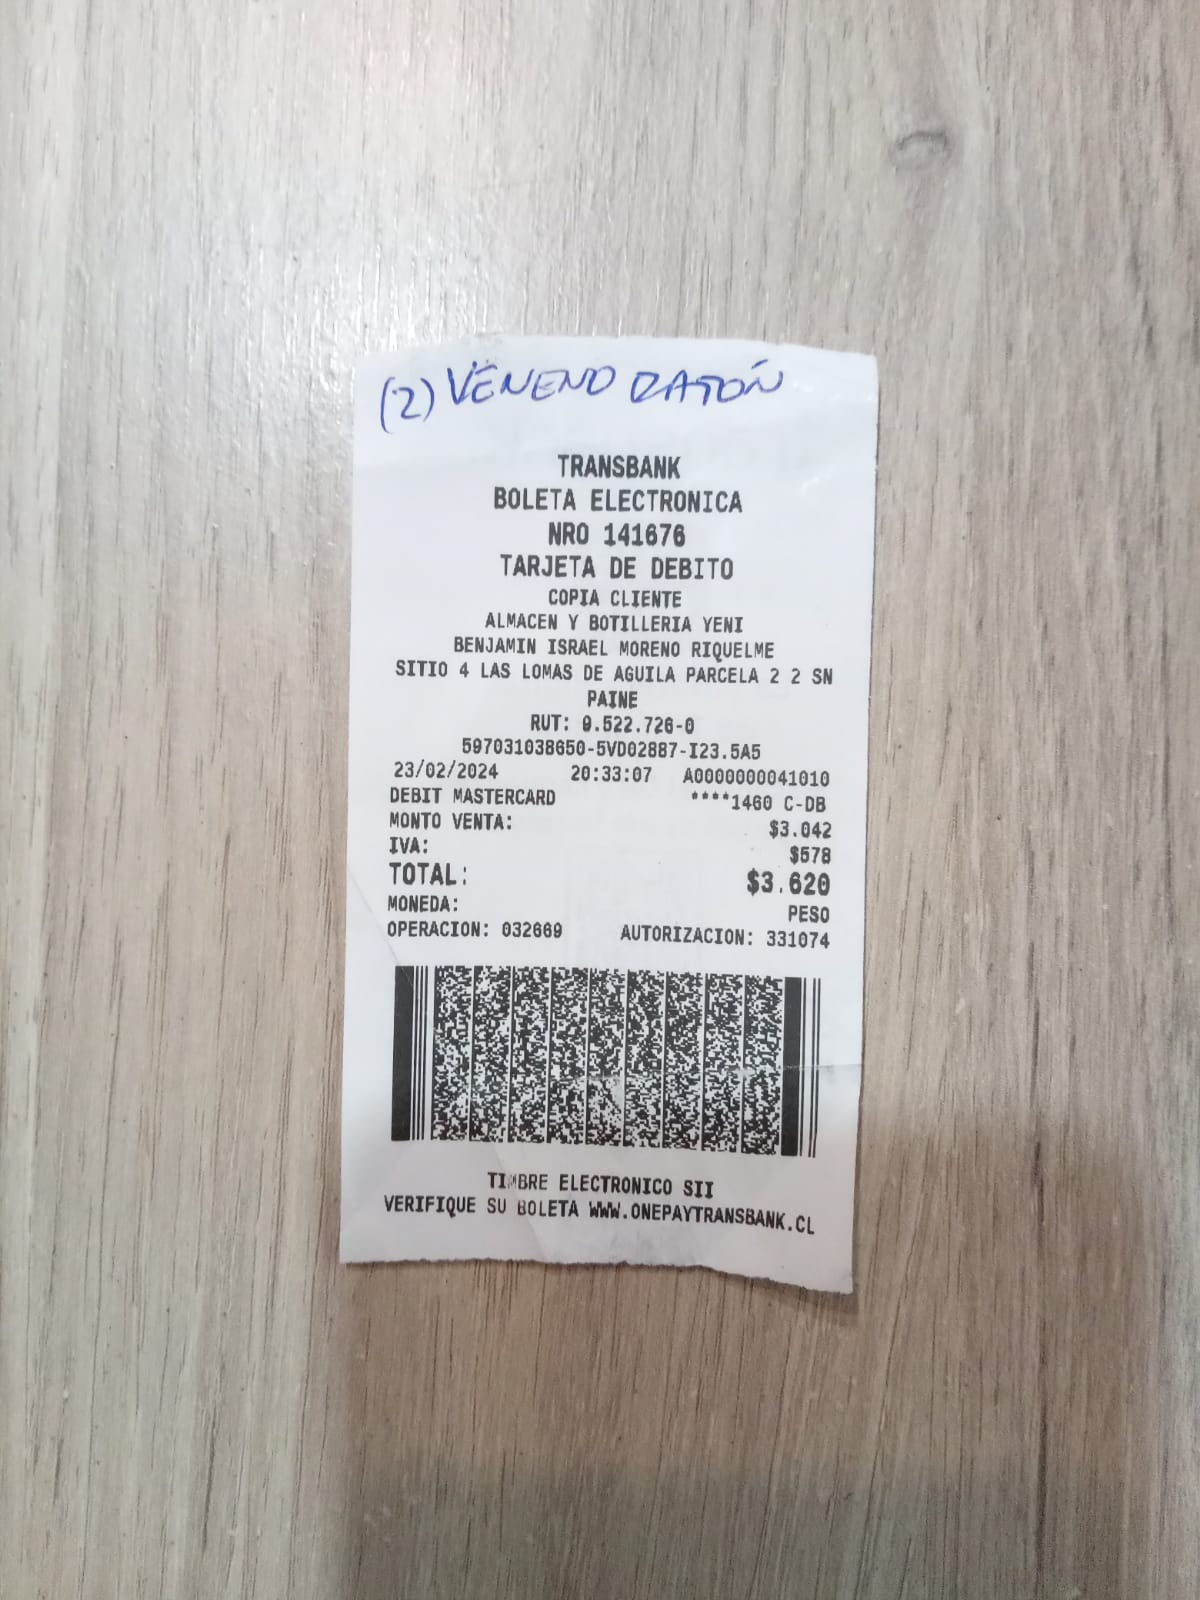 (2) VENENO RATÓN
TRANSBANK
BOLETA ELECTRONICA
NRO 141676
TARJETA DE DEBITO
COPIA CLIENTE
ALMACEN Y BOTILLERIA YENI
BENJAMIN ISRAEL MORENO RIQUELME
SITIO 4 LAS LOMAS DE AGUILA PARCELA 2 2 SN
PAINE
RUT: 9.522.726-0
597031038650-5VD02887-I23.5A5
23/02/2024 20:33:07 A0000000041010
DEBIT MASTERCARD ****1460 C-DB
MONTO VENTA: $3.042
IVA: $578
TOTAL: $3.620
MONEDA: PESO
OPERACION: 032669 AUTORIZACION: 331074
TIMBRE ELECTRONICO SII
VERIFIQUE SU BOLETA WWW.ONEPAYTRANSBANK.CL